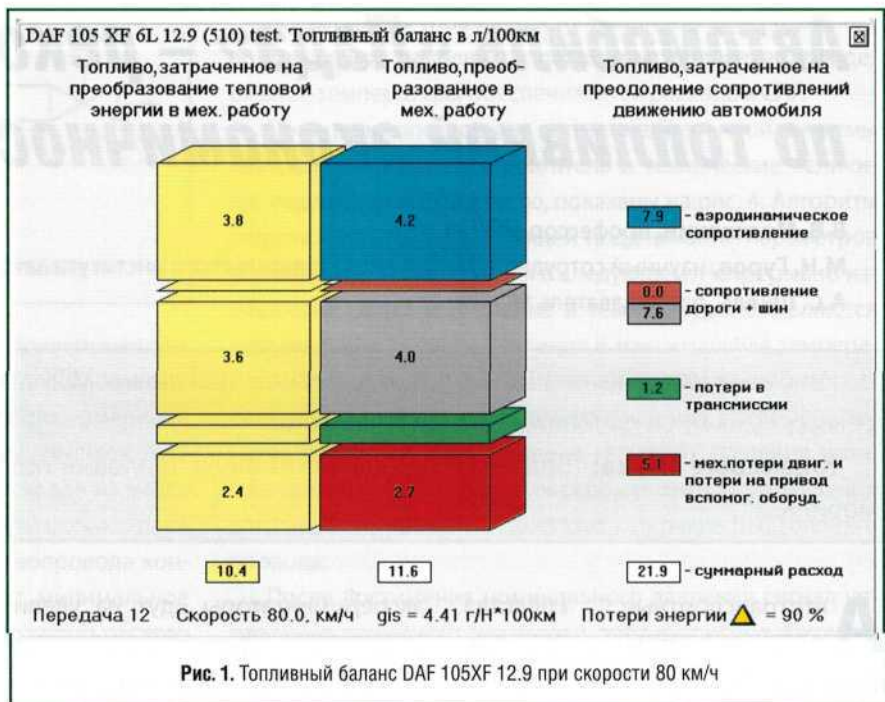 DAF 105 XF 6L 12.9 (510) test. Топливный баланс в л/100км
Топливо, затраченное на
преобразование тепловой
энергии в мех. работу
Топливо, преоб-
разованное в
мех. работу
Топливо, затраченное на
преодоление сопротивлений
движению автомобиля
3.8
4.2
7.9 - аэродинамическое
сопротивление
0.0 - сопротивление
7.6 дороги + шин
3.6
4.0
1.2 - потери в
трансмиссии
2.4
2.7
5.1 - мех.потери двиг. и
потери на привод
вспомог. оборуд.
10.4
11.6
21.9 - суммарный расход
Передача 12 Скорость 80.0, км/ч gis = 4.41 г/Н*100км Потери энергии = 90 %
Рис. 1. Топливный баланс DAF 105XF 12.9 при скорости 80 км/ч